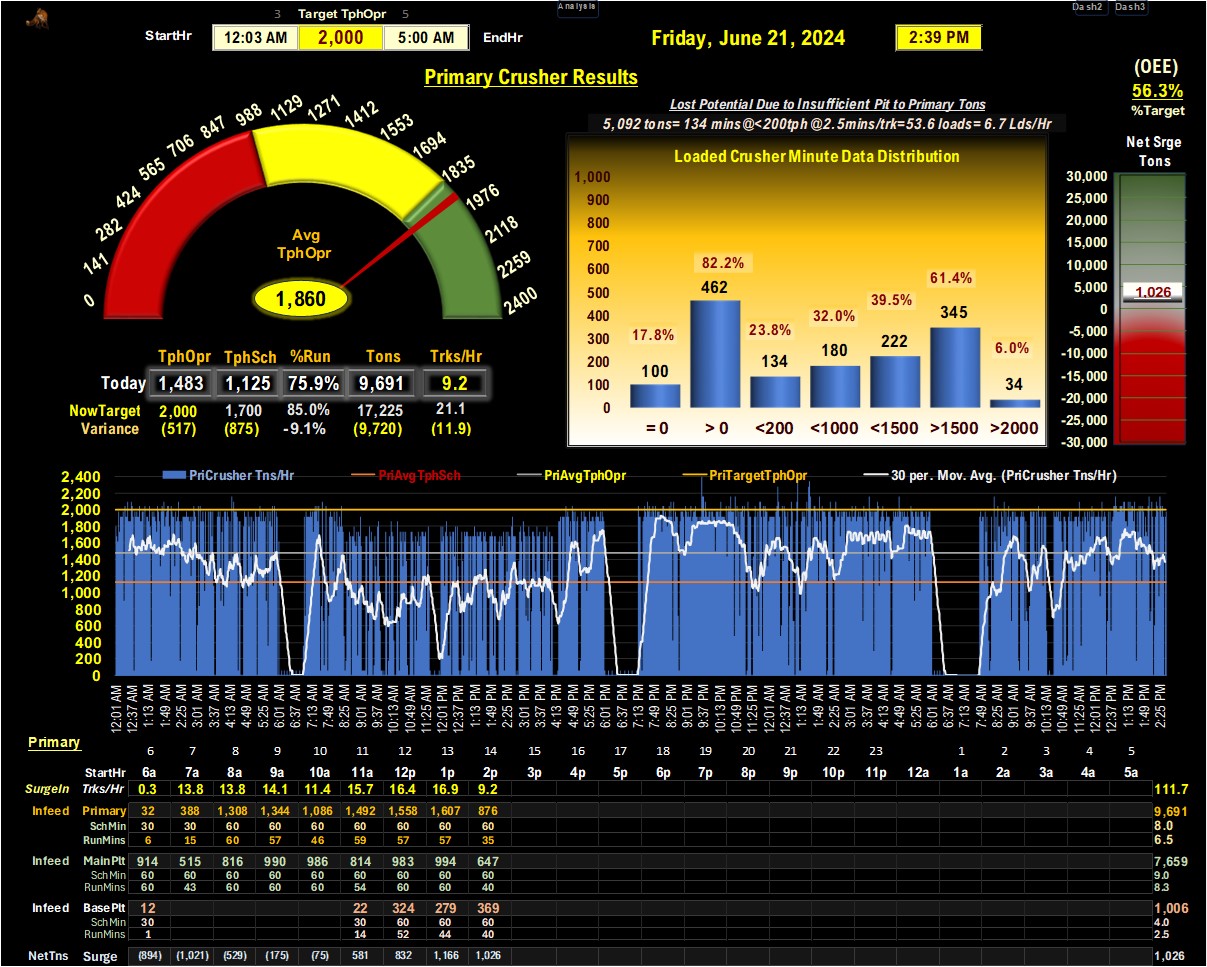 3 Target TphOpr 5
Analysis
Dash2 Dash3
StartHr 12:03 AM 2,000 5:00 AM EndHr
Friday, June 21, 2024
2:39 PM
Primary Crusher Results
(OEE)
56.3%
%Target
Lost Potential Due to Insufficient Pit to Primary Tons
5,092 tons= 134 mins@<200tph @2.5mins/trk=53.6 loads= 6.7 Lds/Hr
0 141 282 424 565 706 847 988 1129 1271 1412 1553 1694 1835 1976 2118 2259 2400
Avg
TphOpr
1,860
Loaded Crusher Minute Data Distribution
1,000
900
800
700
600
500
400
300
200
100
0
17.8% 82.2% 23.8% 32.0% 39.5% 61.4% 6.0%
100 462 134 180 222 345 34
= 0 > 0 <200 <1000 <1500 >1500 >2000
Net Srge
Tons
30,000
25,000
20,000
15,000
10,000
5,000
0
-5,000
-10,000
-15,000
-20,000
-25,000
-30,000
1,026
TphOpr TphSch %Run Tons Trks/Hr
Today 1,483 1,125 75.9% 9,691 9.2
NowTarget 2,000 1,700 85.0% 17,225 21.1
Variance (517) (875) -9.1% (9,720) (11.9)
PriCrusher Tns/Hr PriAvgTphSch PriAvgTphOpr PriTargetTphOpr 30 per. Mov. Avg. (PriCrusher Tns/Hr)
2,400
2,200
2,000
1,800
1,600
1,400
1,200
1,000
800
600
400
200
0
12:01 AM 12:37 AM 1:13 AM 1:49 AM 2:25 AM 3:01 AM 3:37 AM 4:13 AM 4:49 AM 5:25 AM 6:01 AM 6:37 AM 7:13 AM 7:49 AM 8:25 AM 9:01 AM 9:37 AM 10:13 AM 10:49 AM 11:25 AM 12:01 PM 12:37 PM 1:13 PM 1:49 PM 2:25 PM 3:01 PM 3:37 PM 4:13 PM 4:49 PM 5:25 PM 6:01 PM 6:37 PM 7:13 PM 7:49 PM 8:25 PM 9:01 PM 9:37 PM 10:13 PM 10:49 PM 11:25 PM 12:01 AM 12:37 AM 1:13 AM 1:49 AM 2:25 AM 3:01 AM 3:37 AM 4:13 AM 4:49 AM 5:25 AM 6:01 AM 6:37 AM 7:13 AM 7:49 AM 8:25 AM 9:01 AM 9:37 AM 10:13 AM 10:49 AM 11:25 AM 12:01 PM 12:37 PM 1:13 PM 1:49 PM 2:25 PM
Primary
6 7 8 9 10 11 12 13 14 15 16 17 18 19 20 21 22 23 1 2 3 4 5
StartHr 6a 7a 8a 9a 10a 11a 12p 1p 2p 3p 4p 5p 6p 7p 8p 9p 10p 11p 12a 1a 2a 3a 4a 5a
SurgeIn Trks/Hr 0.3 13.8 13.8 14.1 11.4 15.7 16.4 16.9 9.2 111.7
Infeed Primary 32 388 1,308 1,344 1,086 1,492 1,558 1,607 876 9,691
SchMin 30 30 60 60 60 60 60 60 60 8.0
RunMins 6 15 60 57 46 59 57 57 35 6.5
Infeed MainPlt 914 515 816 990 986 814 983 994 647 7,659
SchMin 60 60 60 60 60 60 60 60 60 9.0
RunMins 60 43 60 60 60 54 60 60 40 8.3
Infeed BasePlt 12 22 324 279 369 1,006
SchMin 30 30 60 60 60 4.0
RunMins 1 14 52 44 40 2.5
NetTns Surge (894) (1,021) (529) (175) (75) 581 832 1,166 1,026 1,026